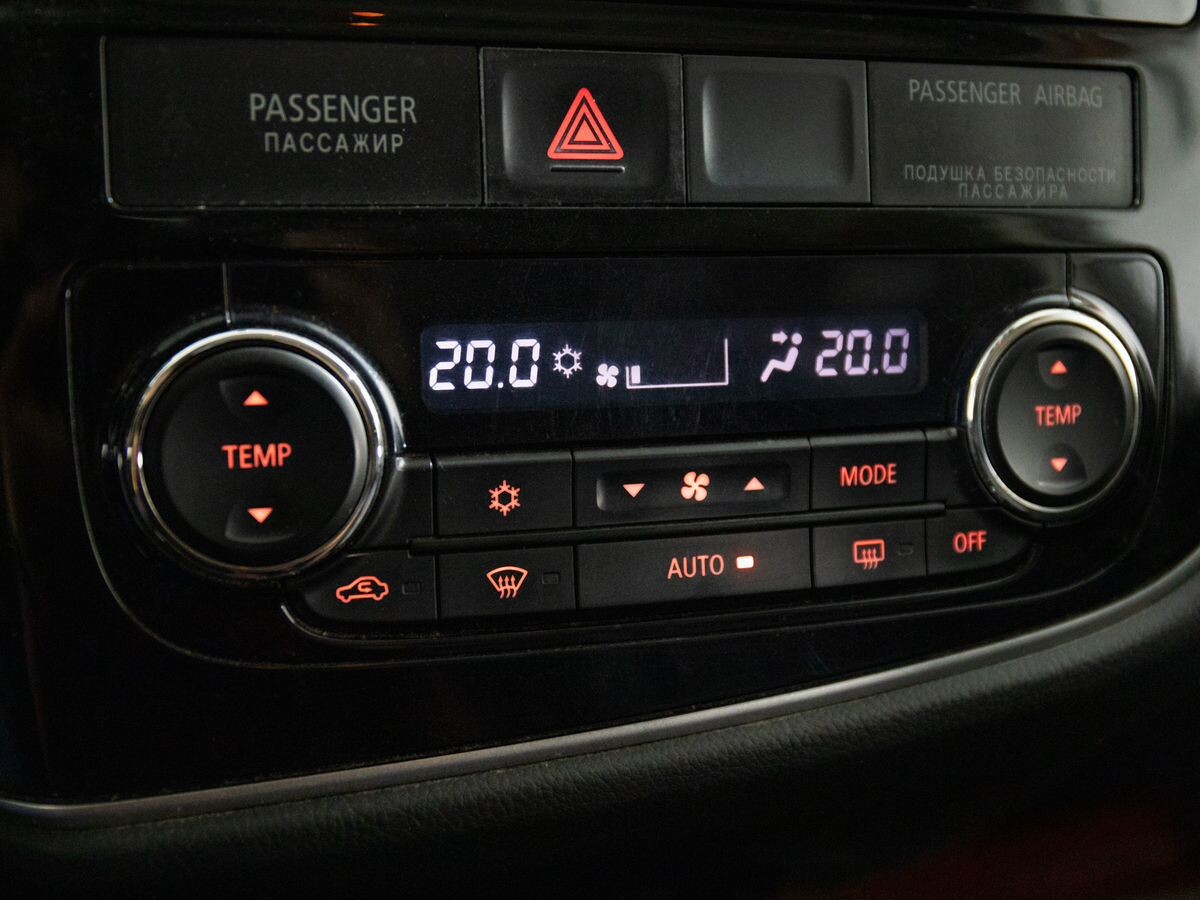 PASSENGER
ПАССАЖИР
PASSENGER AIRBAG
ПОДУШКА БЕЗОПАСНОСТИ
ПАССАЖИРА
20.0
20.0
TEMP
TEMP
MODE
AUTO
OFF